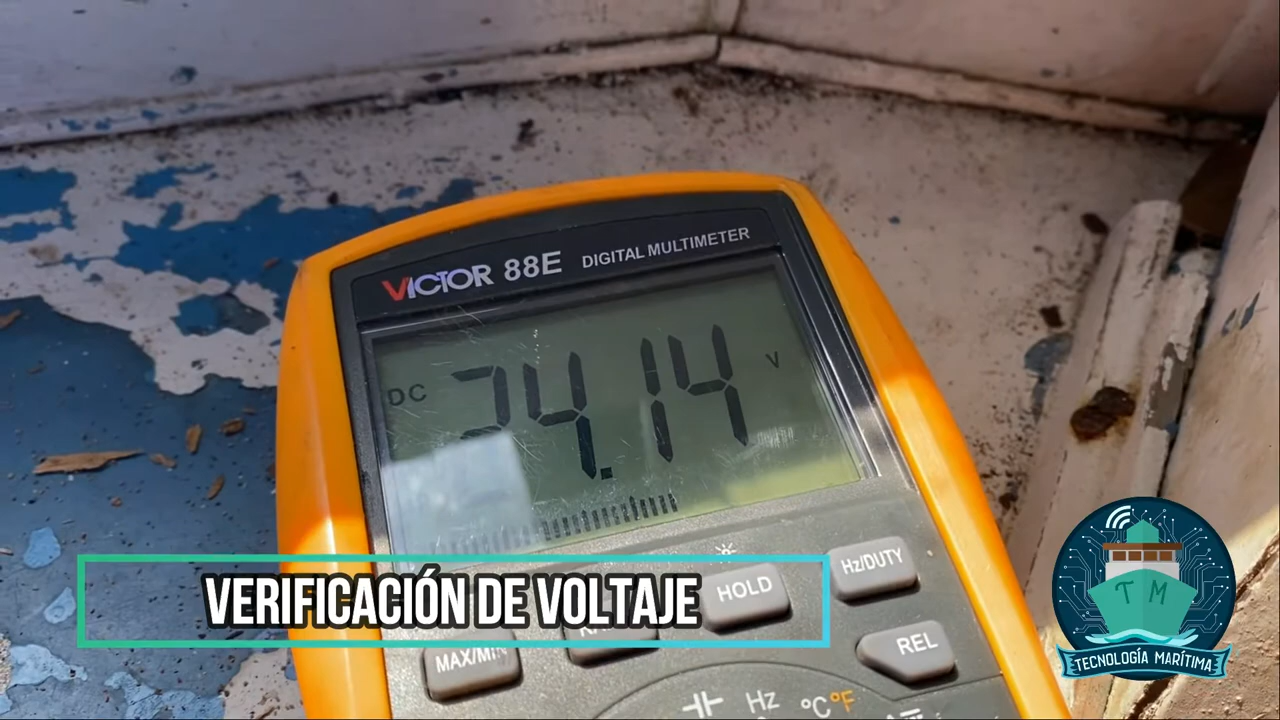 VICTOR 88E DIGITAL MULTIMETER
DC 24.14 V
VERIFICACIÓN DE VOLTAJE
HOLD
Hz/DUTY
MAX/MIN
REL
Hz
°C°F
TM
TECNOLOGÍA MARÍTIMA